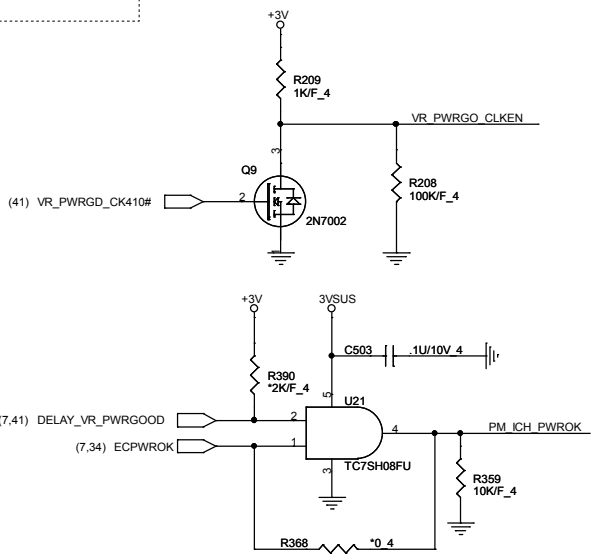 +3V
R209
1K/F_4
VR_PWRGO_CLKEN
3
Q9
R208
100K/F_4
(41) VR_PWRGD_CK410#
2
2N7002
1
+3V
3VSUS
C503
.1U/10V_4
R390
*2K/F_4
5
U21
(7,41) DELAY_VR_PWRGOOD
2
4
PM_ICH_PWROK
(7,34) ECPWROK
1
3
TC7SH08FU
R359
10K/F_4
R368
*0_4